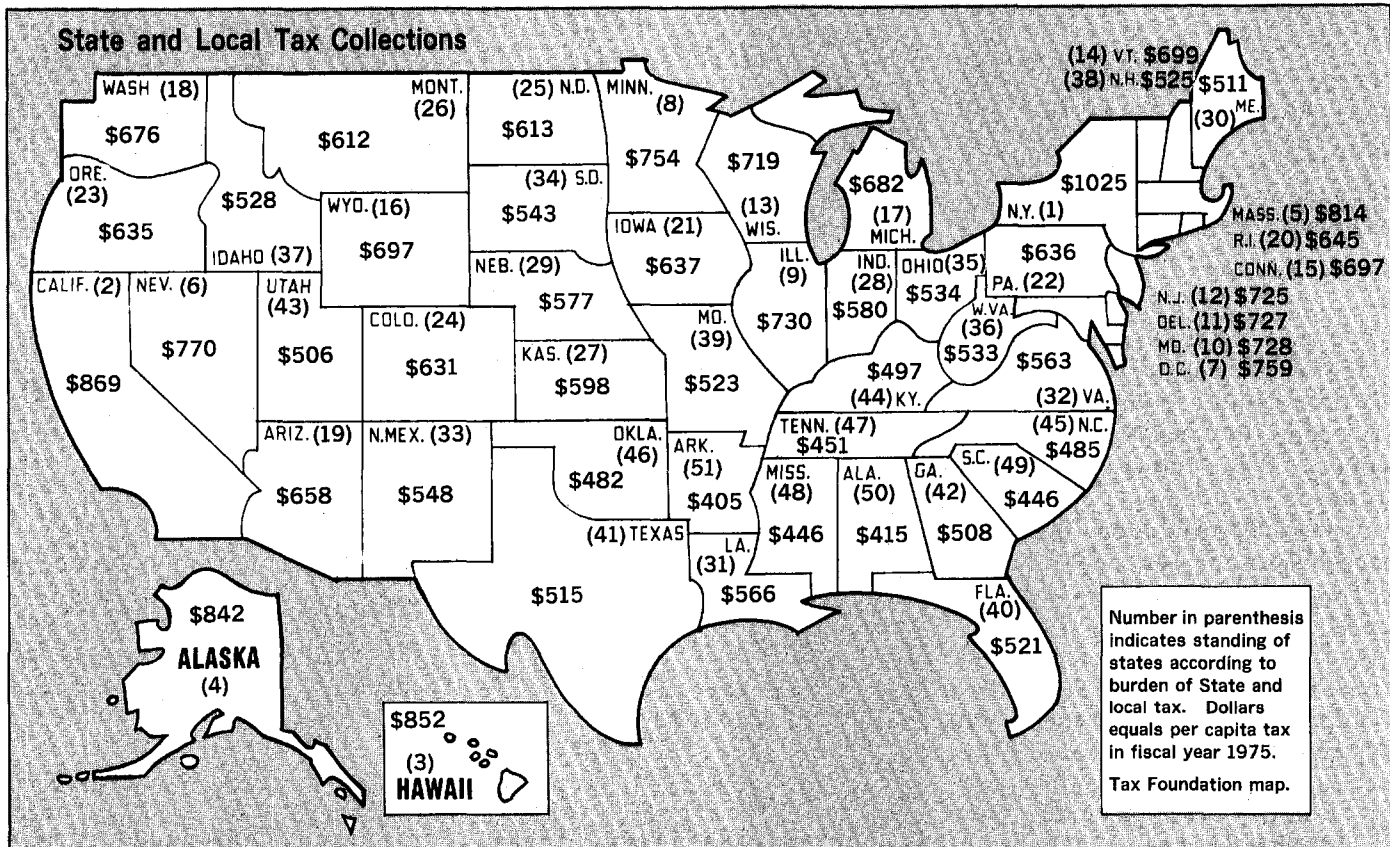 State and Local Tax Collections
WASH (18)
$676
ORE.
(23)
$635
$528
IDAHO (37)
MONT.
(26)
$612
WYO. (16)
$697
(25) N.D.
$613
(34) S.D.
$543
NEB. (29)
$577
KAS. (27)
$598
MINN.
(8)
$754
IOWA (21)
$637
MO.
(39)
$523
$719
(13)
WIS.
$682
(17)
MICH.
ILL.
(9)
$730
IND.
(28)
$580
OHIO (35)
$534
$1025
N.Y. (1)
$636
PA. (22)
W.VA.
(36)
$533
$563
(32) VA.
(14) VT. $699
(38) N.H. $525
$511
(30) ME.
MASS. (5) $814
R.I. (20) $645
CONN. (15) $697
N.J. (12) $725
DEL. (11) $727
MD. (10) $728
D.C. (7) $759
CALIF. (2)
$869
NEV. (6)
$770
UTAH
(43)
$506
COLO. (24)
$631
ARIZ. (19)
$658
N.MEX. (33)
$548
OKLA.
(46)
$482
(41) TEXAS
$515
ARK.
(51)
$405
LA.
(31)
$566
$497
(44) KY.
TENN. (47)
$451
(45) N.C.
$485
S.C. (49)
$446
MISS.
(48)
$446
ALA.
(50)
$415
GA.
(42)
$508
FLA.
(40)
$521
$842
ALASKA
(4)
$852
(3)
HAWAII
Number in parenthesis
indicates standing of
states according to
burden of State and
local tax. Dollars
equals per capita tax
in fiscal year 1975.
Tax Foundation map.